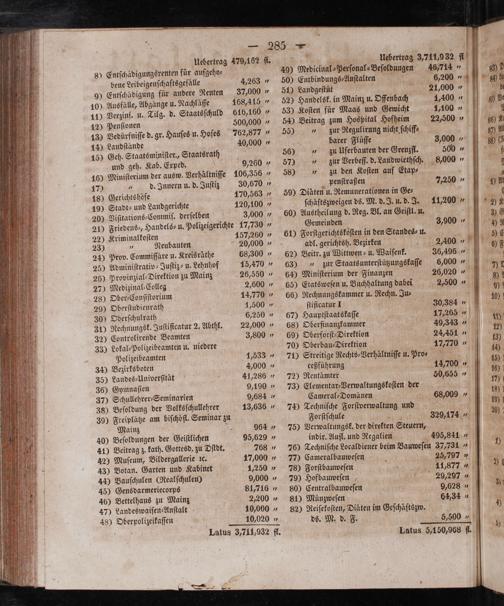 — 285 —
Uebertrag 479,162 fl.
8) Entschädigungsrenten für aufgeho-
bene Leibeigenschaftsgefälle 4,263 „
9) Entschädigung für andere Renten 37,000 „
10) Ausfälle, Abgänge u. Nachlässe 168,415 „
11) Verzins. u. Tilg. d. Staatsschuld 616,160 „
12) Pensionen 500,000 „
13) Bedürfnisse d. gr. Hauses u. Hofes 762,877 „
14) Landstände 40,000 „
15) Geh. Staatsminister., Staatsrath
und geh. Kab. Exped. 9,260 „
16) Ministerium der ausw. Verhältnisse 106,356 „
17) „ d. Innern u. d. Justiz 30,670 „
18) Gerichtshöfe 170,563 „
19) Stadt- und Landgerichte 120,100 „
20) Visitations-Commiss. derselben 3,000 „
21) Friedens-, Handels- u. Polizeigerichte 17,730 „
22) Kriminalkosten 157,260 „
23) „ Neubauten 20,000 „
24) Prov. Commissäre u. Kreisräthe 68,300 „
25) Administrativ-Justiz- u. Lehnhof 15,470 „
26) Provinzial-Direktion zu Mainz 26,550 „
27) Medizinal-Colleg 2,600 „
28) Ober-Consistorium 14,770 „
29) Oberstudienrath 1,500 „
30) Oberschulrath 6,250 „
31) Rechnungsk. Justificatur 2. Abthl. 22,000 „
32) Controlirende Beamten 3,800 „
33) Lokal-Polizeibeamten u. niedere
Polizeibeamten 1,533 „
34) Bezirksboten 4,000 „
35) Landes-Universität 41,286 „
36) Gymnasien 9,190 „
37) Schullehrer-Seminarien 9,684 „
38) Besoldung der Volksschullehrer 13,636 „
39) Freiplätze am bischöfl. Seminar zu
Mainz 964 „
40) Besoldungen der Geistlichen 95,629 „
41) Beitrag z. kath. Gottesd. zu Dstdt. 768 „
42) Museum, Bildergallerie ꝛc. 17,000 „
43) Botan. Garten und Kabinet 1,250 „
44) Bauschulen (Realschulen) 9,000 „
45) Gensdarmeriecorps 81,716 „
46) Bettelhaus zu Mainz 2,200 „
47) Landeswaisen-Anstalt 10,000 „
48) Oberpolizeikassen 10,020 „
Latus 3,711,932 fl.
Uebertrag 3,711,932 fl
49) Medicinal-Personal-Besoldungen 46,714 „
50) Entbindungs-Anstalten 6,200 „
51) Landgestüt 21,000 „
52) Handelsk. in Mainz u. Offenbach 1,400 „
53) Kosten für Maas und Gewicht 1,190 „
54) Beitrag zum Hospital Hofheim 22,500 „
55) „ zur Regulirung nicht schiff-
barer Flüsse 3,000 „
56) „ zu Uferbauten der Grenzfl. 500 „
57) „ zur Verbess. d. Landwirthsch. 8,000 „
58) „ zu den Kosten auf Etap-
penstraßen 7,250 „
59) Diäten u. Remunerationen in Ge-
schäftszweigen ds. M. d. J. u. d. J. 11,200 „
60) Austheilung d. Reg. Bl. an Geistl. u.
Gemeinden 3,900 „
61) Forstgerichtskosten in den Standes- u.
adl. gerichtsh. Bezirken 2,400 „
62) Beitr. zu Wittwen- u. Waisenk. 36,496 „
63) „ zur Staatsunterstützungskasse 6,000 „
64) Ministerium der Finanzen 26,020 „
65) Etatswesen u. Buchhaltung dabei 2,500 „
66) Rechnungskammer u. Rechn. Ju-
stificatur I 30,384 „
67) Hauptstaatskasse 17,265 „
68) Oberfinanzkammer 49,343 „
69) Oberforst-Direktion 24,451 „
70) Oberbau-Direktion 17,770 „
71) Streitige Rechts-Verhältnisse u. Pro-
ceßführung 14,700 „
72) Rentämter 50,655 „
73) Elementar-Verwaltungskosten der
Cameral-Domänen 68,009 „
74) Technische Forstverwaltung und
Forstschule 329,174 „
75) Verwaltungsk. der direkten Steuern,
indir. Aufl. und Regalien 495,841 „
76) Technische Localdiener beim Bauwesen 37,731 „
77) Cameralbauwesen 25,797 „
78) Forstbauwesen 11,877 „
79) Hofbauwesen 29,297 „
80) Centralbauwesen 9,628 „
81) Münzwesen 64,34 „
82) Reisekosten, Diäten im Geschäftszw.
ds. M. d. F. 5,500 „
Latus 5,150,968 fl.